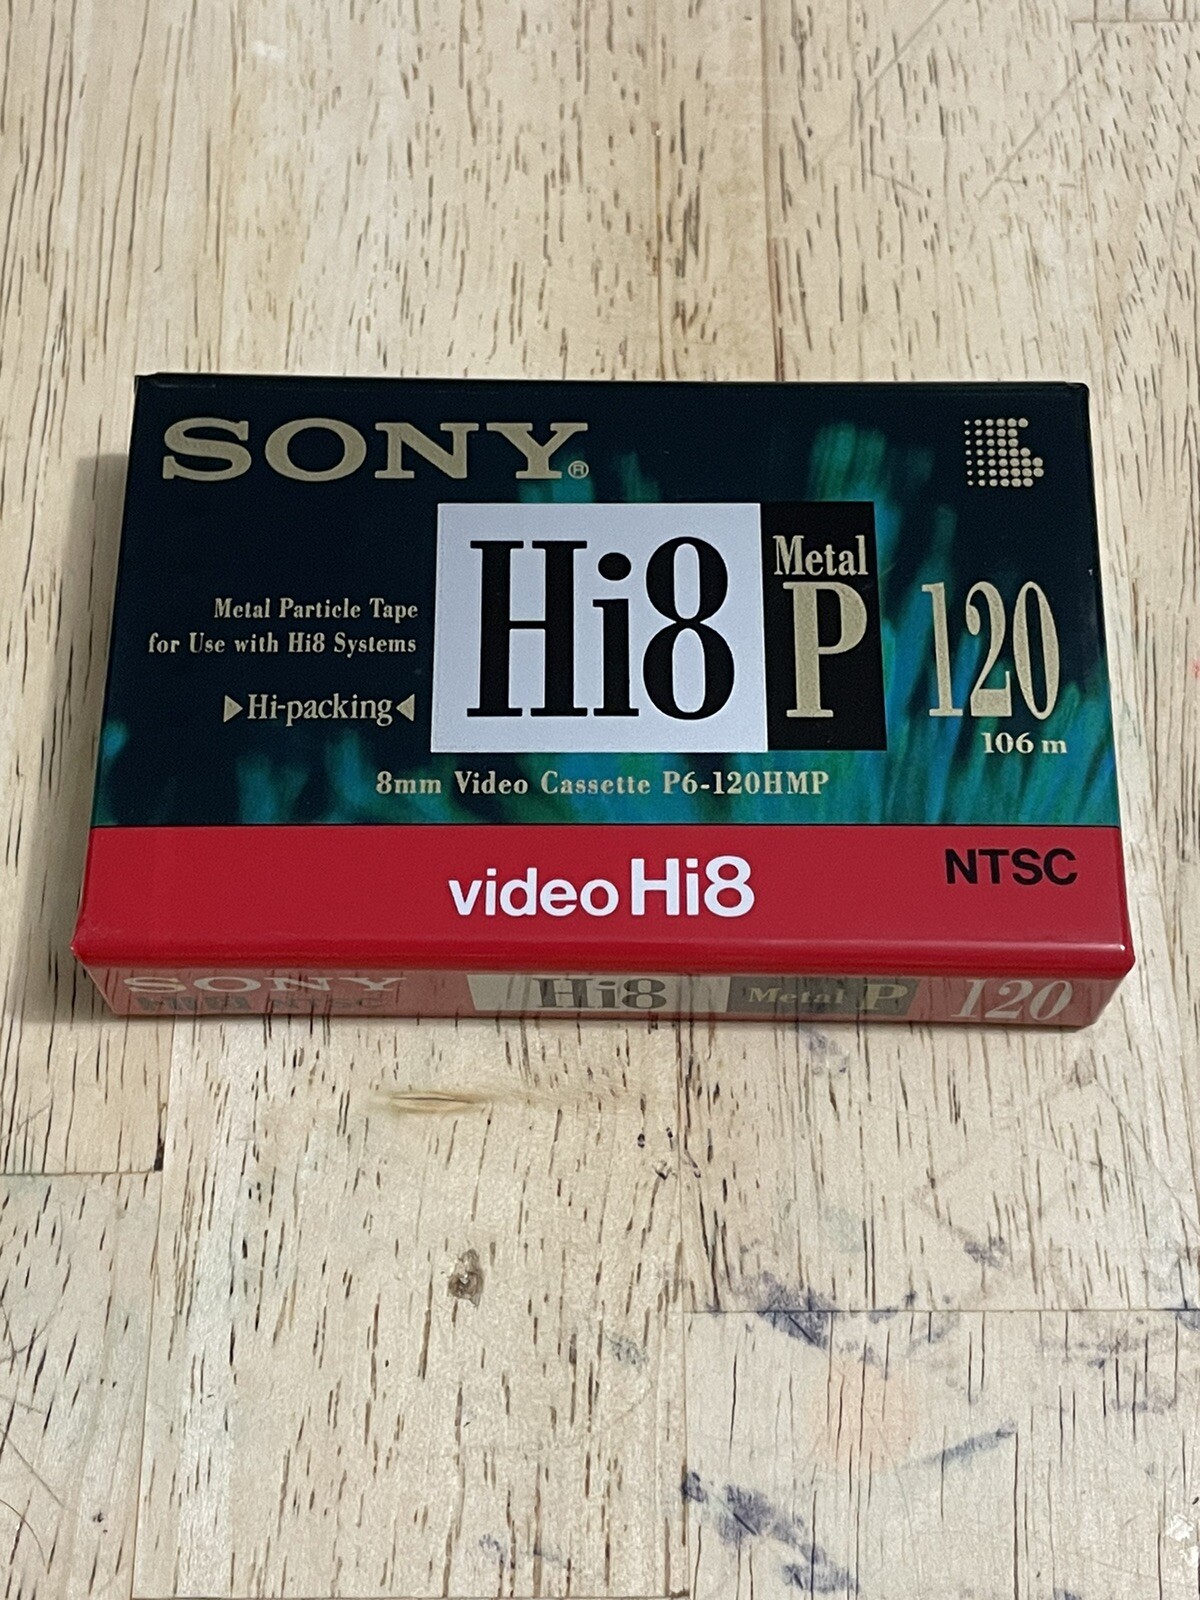 SONY®
Hi8 Metal P 120
106 m
Metal Particle Tape
for Use with Hi8 Systems
▶Hi-packing◀
8mm Video Cassette P6-120HMP
video Hi8
NTSC
SONY Hi8 Metal P 120